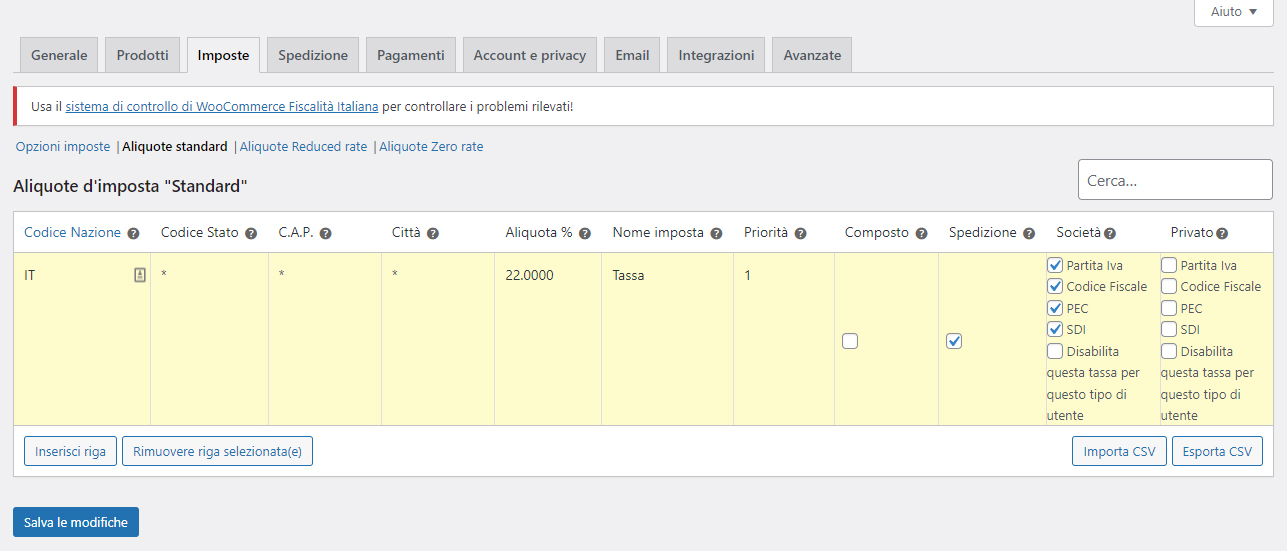 Aiuto
Generale Prodotti Imposte Spedizione Pagamenti Account e privacy Email Integrazioni Avanzate
Usa il sistema di controllo di WooCommerce Fiscalità Italiana per controllare i problemi rilevati!
Opzioni imposte | Aliquote standard | Aliquote Reduced rate | Aliquote Zero rate
Aliquote d'imposta "Standard"
Cerca...
Codice Nazione ? Codice Stato ? C.A.P. ? Città ? Aliquota % ? Nome imposta ? Priorità ? Composto ? Spedizione ? Società ? Privato ?
IT * * * 22.0000 Tassa 1
Partita Iva
Codice Fiscale
PEC
SDI
Disabilita
questa tassa per
questo tipo di
utente
Partita Iva
Codice Fiscale
PEC
SDI
Disabilita
questa tassa per
questo tipo di
utente
Inserisci riga Rimuovere riga selezionata(e) Importa CSV Esporta CSV
Salva le modifiche